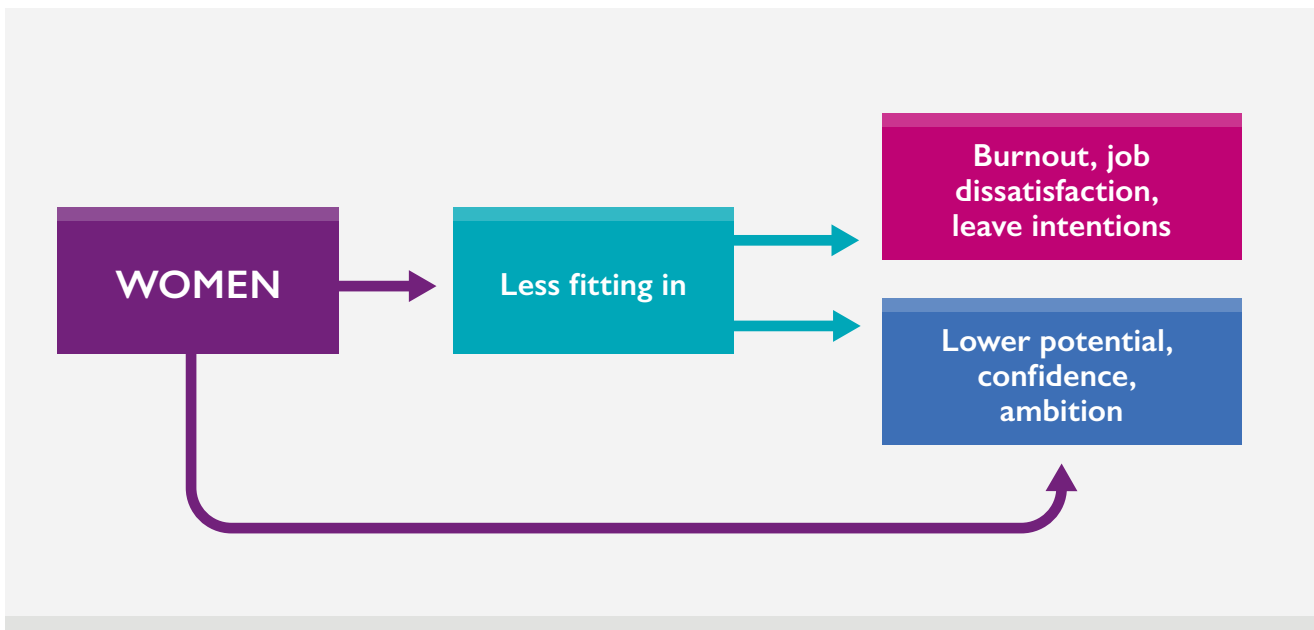 WOMEN
Less fitting in
Burnout, job
dissatisfaction,
leave intentions
Lower potential,
confidence,
ambition